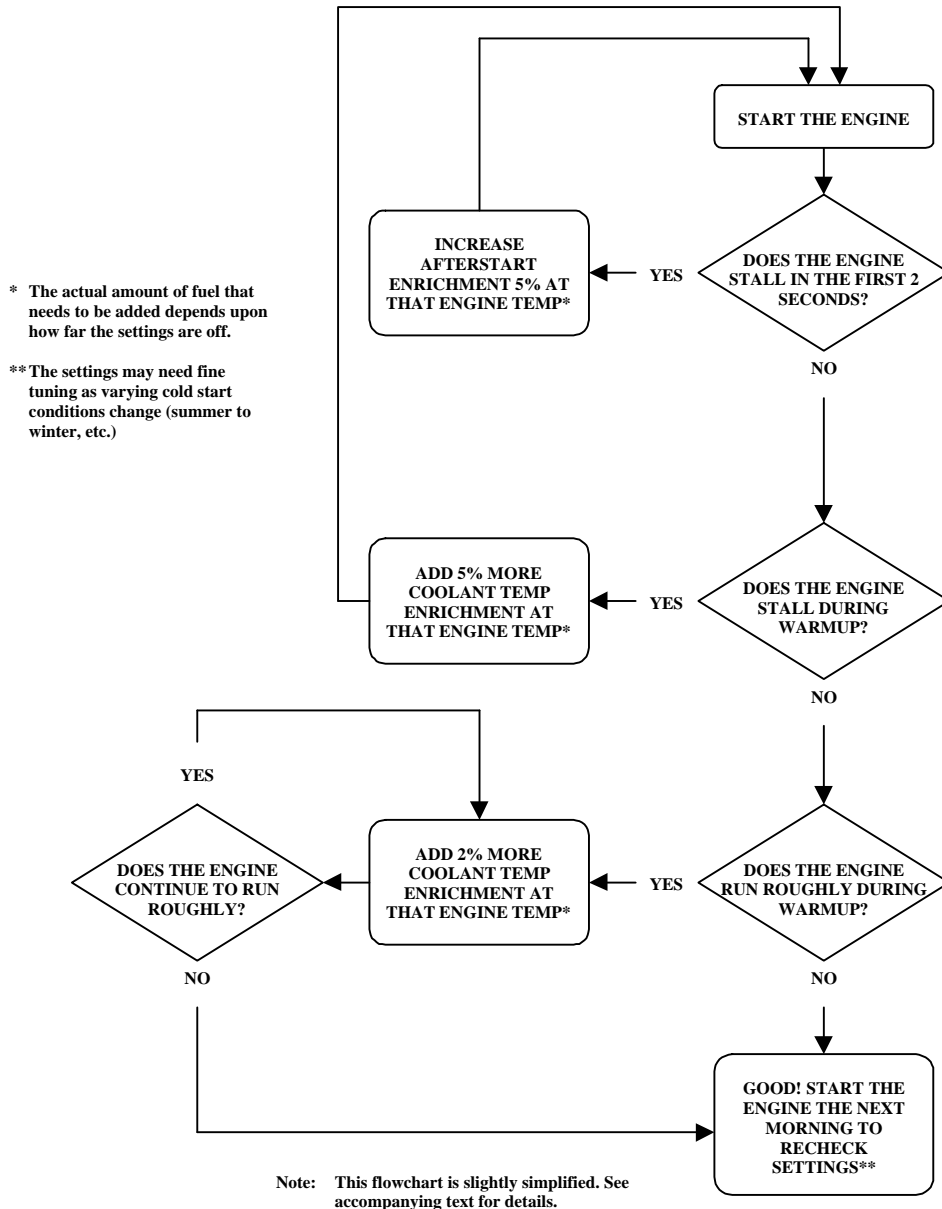 START THE ENGINE
INCREASE
AFTERSTART
ENRICHMENT 5% AT
THAT ENGINE TEMP*
YES
DOES THE ENGINE
STALL IN THE FIRST 2
SECONDS?
* The actual amount of fuel that
needs to be added depends upon
how far the settings are off.
** The settings may need fine
tuning as varying cold start
conditions change (summer to
winter, etc.)
NO
ADD 5% MORE
COOLANT TEMP
ENRICHMENT AT
THAT ENGINE TEMP*
YES
DOES THE ENGINE
STALL DURING
WARMUP?
NO
YES
DOES THE ENGINE
CONTINUE TO RUN
ROUGHLY?
ADD 2% MORE
COOLANT TEMP
ENRICHMENT AT
THAT ENGINE TEMP*
YES
DOES THE ENGINE
RUN ROUGHLY DURING
WARMUP?
NO
NO
GOOD! START THE
ENGINE THE NEXT
MORNING TO
RECHECK
SETTINGS**
Note: This flowchart is slightly simplified. See
accompanying text for details.